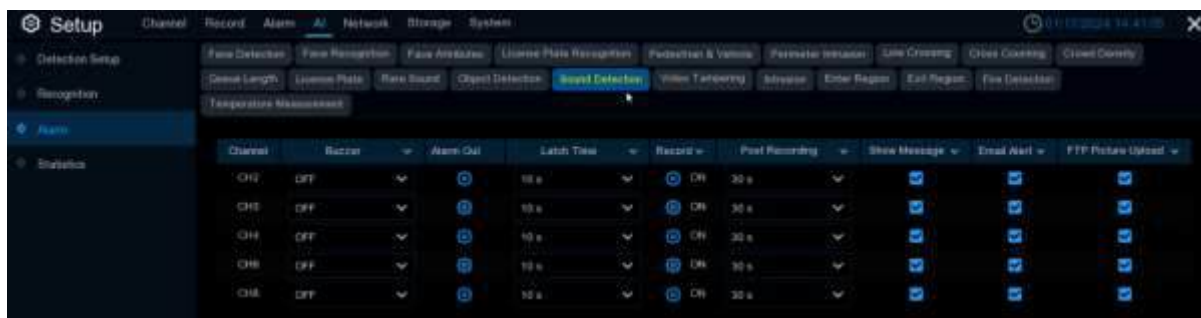 Setup Channel Record Alarm AI Network Storage System
Detection Setup
Recognition
Alarm
Statistics
Face Detection Face Recognition Face Attributes License Plate Recognition Pedestrian & Vehicle Perimeter Intrusion Line Crossing Cross Counting Crowd Density
Queue Length License Plate Rare Sound Object Detection Sound Detection Video Tampering Intrusion Enter Region Exit Region Fire Detection
Temperature Measurement
Channel Buzzer Alarm Out Latch Time Record Post Recording Show Message Email Alert FTP Picture Upload
CH2 OFF 10 s ON 30 s
CH3 OFF 10 s ON 30 s
CH4 OFF 10 s ON 30 s
OFF 10 s ON 30 s
OFF 10 s ON 30 s